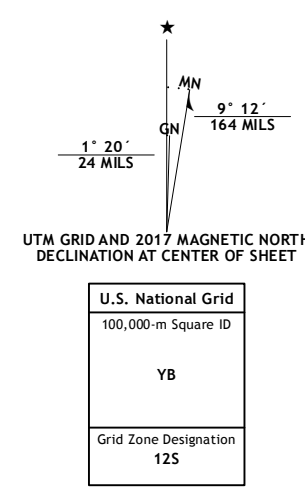 ★
MN
GN
9° 12´
164 MILS
1° 20´
24 MILS
UTM GRID AND 2017 MAGNETIC NORTH
DECLINATION AT CENTER OF SHEET
U.S. National Grid
100,000-m Square ID
YB
Grid Zone Designation
12S